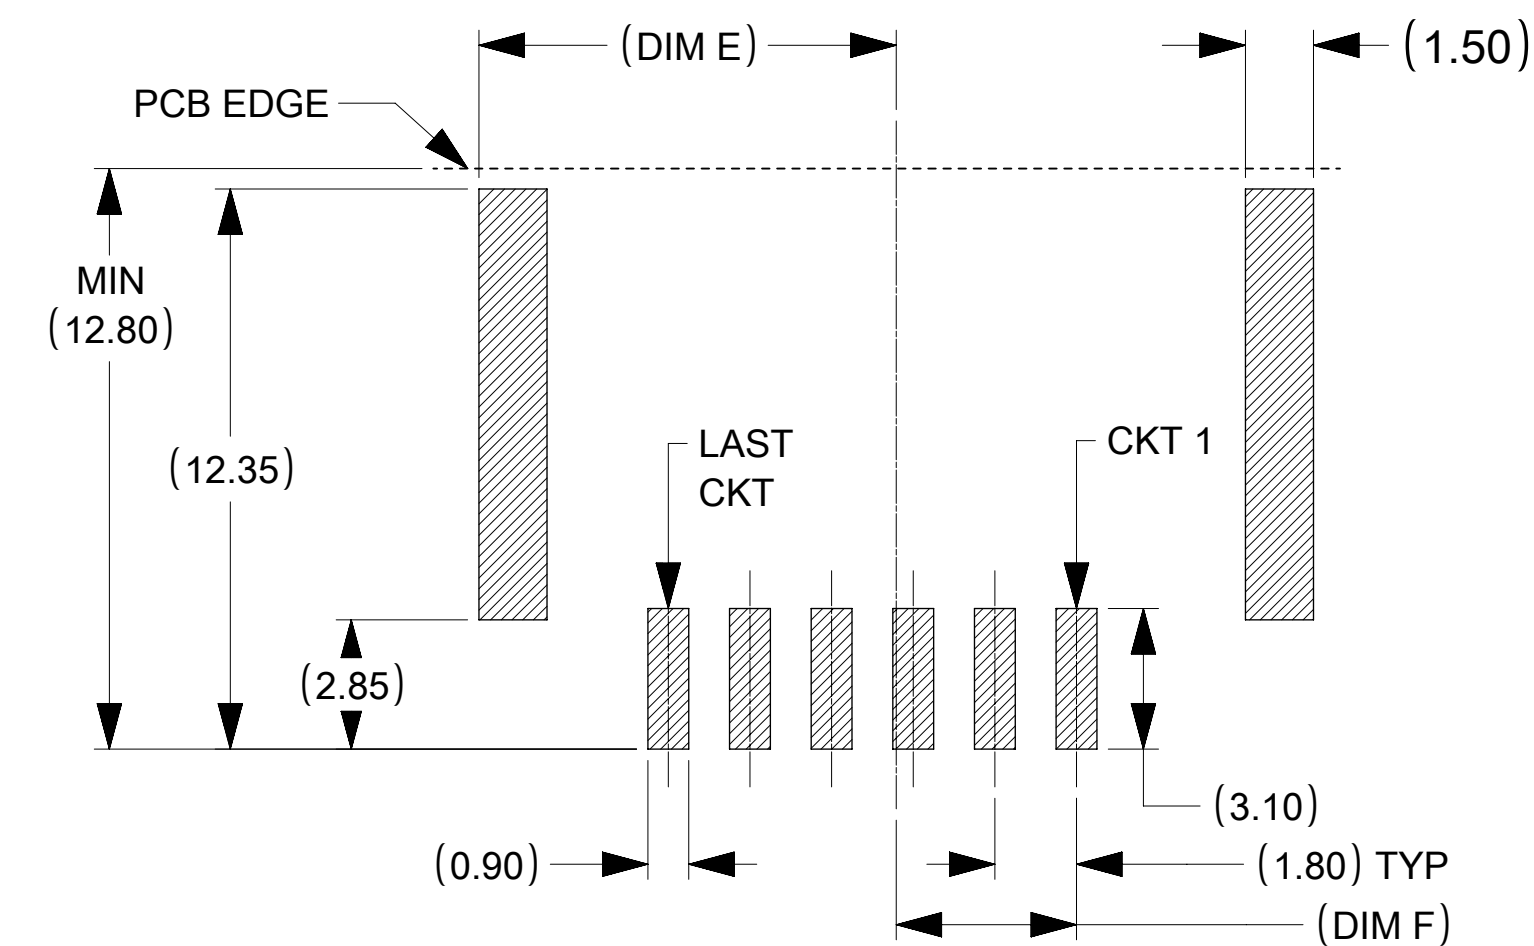 (DIM E)
(1.50)
PCB EDGE
MIN
(12.80)
(12.35)
LAST
CKT
CKT 1
(2.85)
(3.10)
(0.90)
(1.80) TYP
(DIM F)